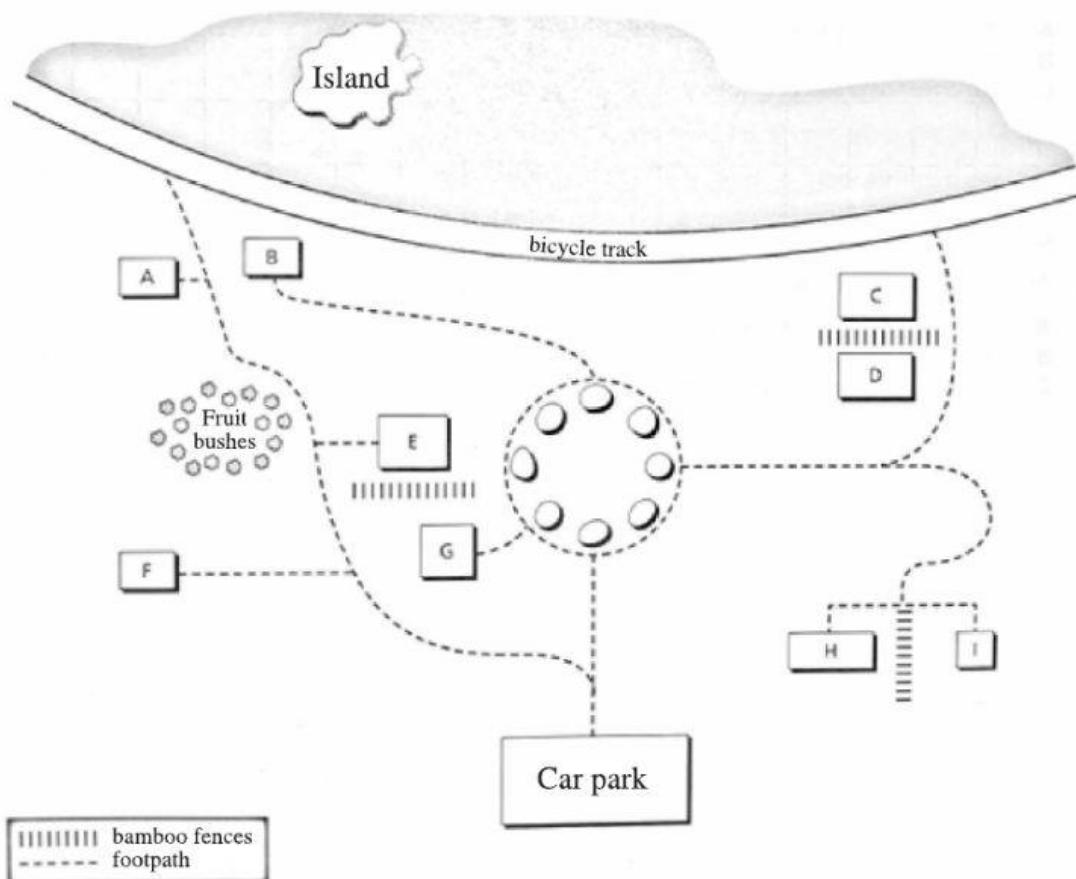 Island
bicycle track
A
B
C
D
Fruit
bushes
E
G
F
H
I
Car park
bamboo fences
footpath